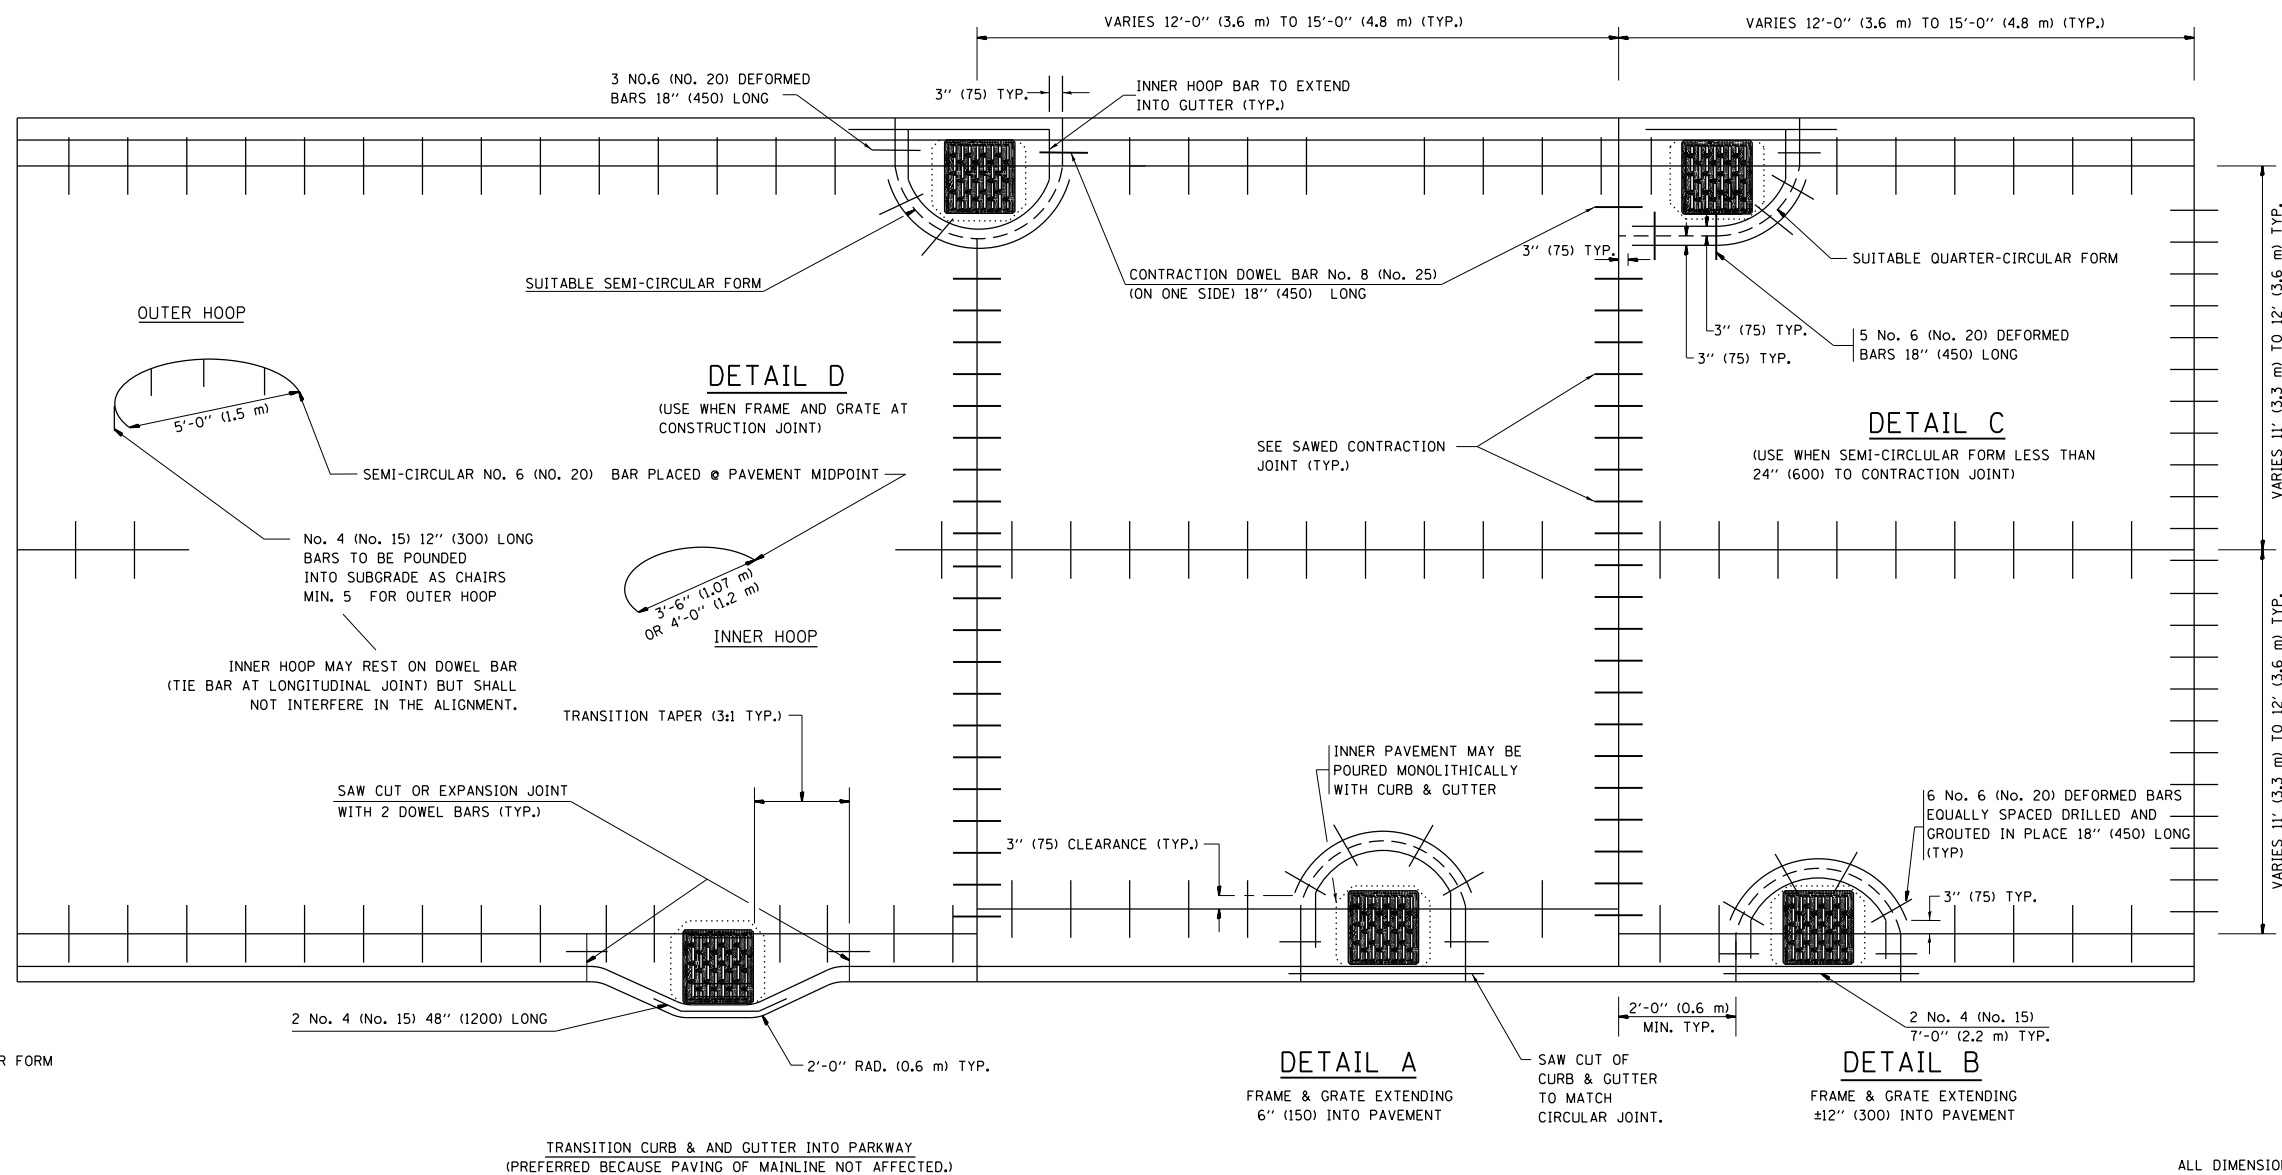 VARIES 12'-0'' (3.6 m) TO 15'-0'' (4.8 m) (TYP.)
VARIES 12'-0'' (3.6 m) TO 15'-0'' (4.8 m) (TYP.)
3 NO.6 (NO. 20) DEFORMED
BARS 18'' (450) LONG
3'' (75) TYP.
INNER HOOP BAR TO EXTEND
INTO GUTTER (TYP.)
SUITABLE SEMI-CIRCULAR FORM
CONTRACTION DOWEL BAR No. 8 (No. 25)
(ON ONE SIDE) 18'' (450) LONG
3'' (75) TYP.
SUITABLE QUARTER-CIRCULAR FORM
3'' (75) TYP.
3'' (75) TYP.
5 No. 6 (No. 20) DEFORMED
BARS 18'' (450) LONG
VARIES 11' (3.3 m) TO 12' (3.6 m) TYP.
OUTER HOOP
5'-0'' (1.5 m)
DETAIL D
(USE WHEN FRAME AND GRATE AT
CONSTRUCTION JOINT)
SEMI-CIRCULAR NO. 6 (NO. 20) BAR PLACED @ PAVEMENT MIDPOINT
SEE SAWED CONTRACTION
JOINT (TYP.)
DETAIL C
(USE WHEN SEMI-CIRCLULAR FORM LESS THAN
24'' (600) TO CONTRACTION JOINT)
No. 4 (No. 15) 12'' (300) LONG
BARS TO BE POUNDED
INTO SUBGRADE AS CHAIRS
MIN. 5 FOR OUTER HOOP
3'-6'' (1.07 m)
OR 4'-0'' (1.2 m)
INNER HOOP
INNER HOOP MAY REST ON DOWEL BAR
(TIE BAR AT LONGITUDINAL JOINT) BUT SHALL
NOT INTERFERE IN THE ALIGNMENT.
VARIES 11' (3.3 m) TO 12' (3.6 m) TYP.
TRANSITION TAPER (3:1 TYP.)
SAW CUT OR EXPANSION JOINT
WITH 2 DOWEL BARS (TYP.)
INNER PAVEMENT MAY BE
POURED MONOLITHICALLY
WITH CURB & GUTTER
3'' (75) CLEARANCE (TYP.)
6 No. 6 (No. 20) DEFORMED BARS
EQUALLY SPACED DRILLED AND
GROUTED IN PLACE 18'' (450) LONG
(TYP)
3'' (75) TYP.
2 No. 4 (No. 15) 48'' (1200) LONG
2'-0'' RAD. (0.6 m) TYP.
2'-0'' (0.6 m)
MIN. TYP.
2 No. 4 (No. 15)
7'-0'' (2.2 m) TYP.
R FORM
DETAIL A
FRAME & GRATE EXTENDING
6'' (150) INTO PAVEMENT
SAW CUT OF
CURB & GUTTER
TO MATCH
CIRCULAR JOINT.
DETAIL B
FRAME & GRATE EXTENDING
±12'' (300) INTO PAVEMENT
TRANSITION CURB & AND GUTTER INTO PARKWAY
(PREFERRED BECAUSE PAVING OF MAINLINE NOT AFFECTED.)
ALL DIMENSIO